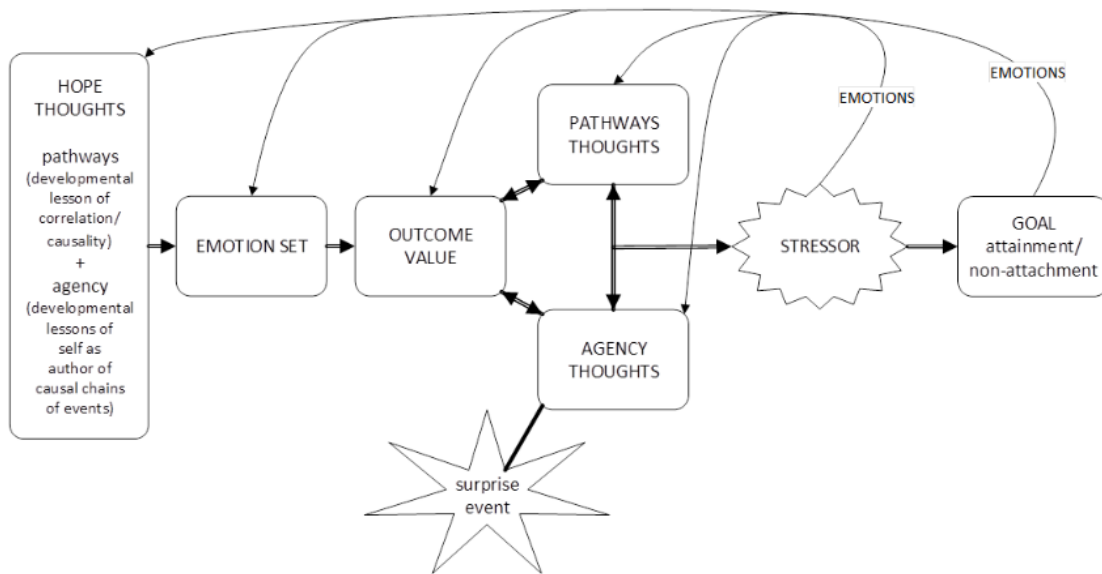 HOPE
THOUGHTS
pathways
(developmental
lesson of
correlation/
causality)
+
agency
(developmental
lessons of
self as
author of
causal chains
of events)
EMOTION SET
OUTCOME
VALUE
PATHWAYS
THOUGHTS
AGENCY
THOUGHTS
surprise
event
EMOTIONS
STRESSOR
EMOTIONS
GOAL
attainment/
non-attachment